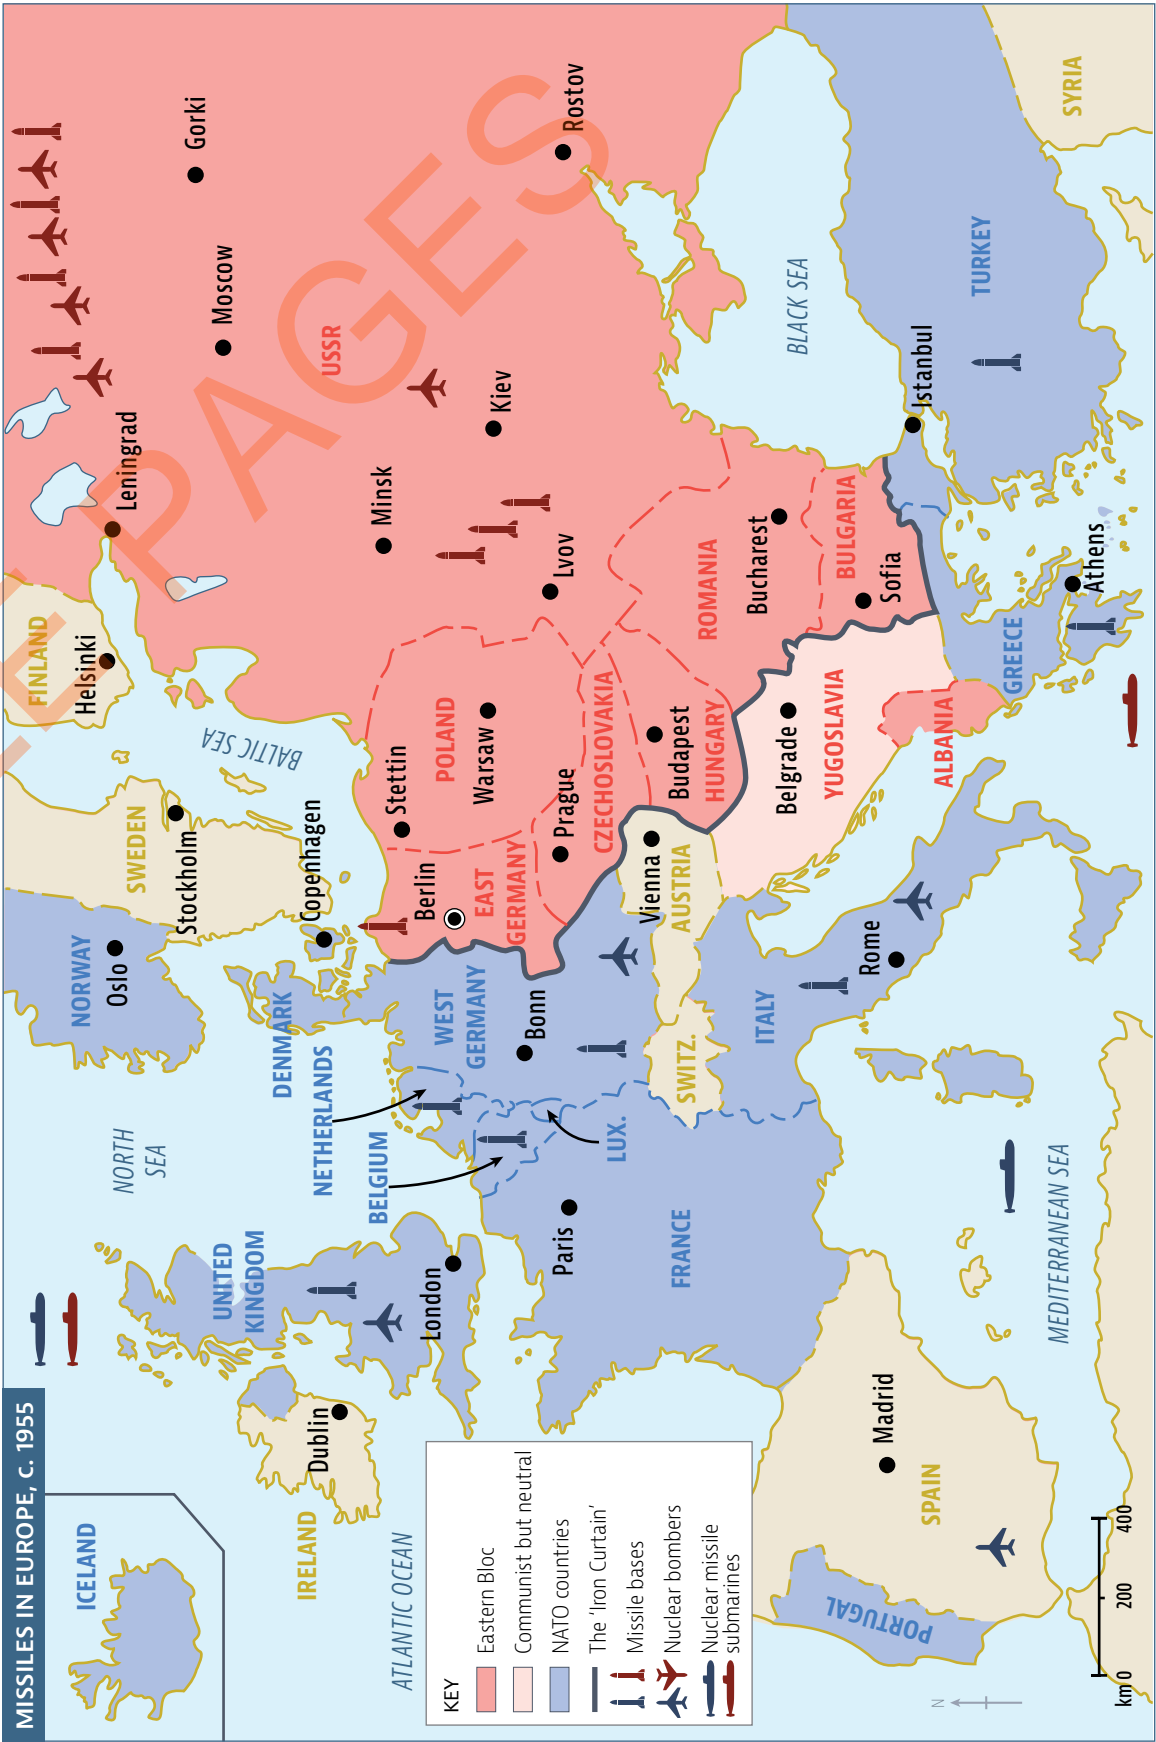 MISSILES IN EUROPE, C. 1955
ICELAND
NORWAY
Oslo
SWEDEN
Stockholm
FINLAND
Helsinki
Leningrad
Gorki
Moscow
USSR
Minsk
Kiev
Lvov
Rostov
BALTIC SEA
NORTH
SEA
DENMARK
Copenhagen
NETHERLANDS
BELGIUM
LUX.
UNITED
KINGDOM
London
IRELAND
Dublin
ATLANTIC OCEAN
WEST
GERMANY
Bonn
EAST
GERMANY
Berlin
Stettin
POLAND
Warsaw
Prague
CZECHOSLOVAKIA
Vienna
AUSTRIA
Budapest
HUNGARY
ROMANIA
Bucharest
BULGARIA
Sofia
Belgrade
YUGOSLAVIA
ALBANIA
GREECE
Athens
Istanbul
TURKEY
SYRIA
BLACK SEA
SWITZ.
ITALY
Rome
Paris
FRANCE
Madrid
SPAIN
PORTUGAL
MEDITERRANEAN SEA
KEY
Eastern Bloc
Communist but neutral
NATO countries
The 'Iron Curtain'
Missile bases
Nuclear bombers
Nuclear missile
submarines
N
km 0 200 400
E PAGES